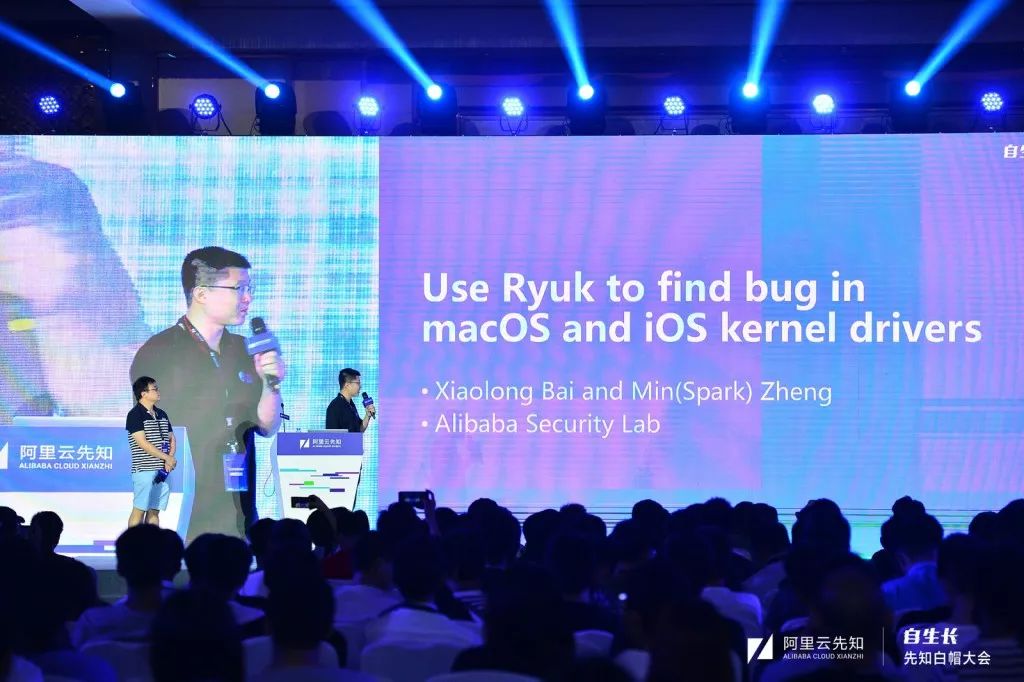 自生
Use Ryuk to find bug in
macOS and iOS kernel drivers
• Xiaolong Bai and Min(Spark) Zheng
• Alibaba Security Lab
阿里云先知
ALIBABA CLOUD XIANZHI
阿里云先知
阿里云先知
ALIBABA CLOUD XIANZHI
自生长
先知白帽大会